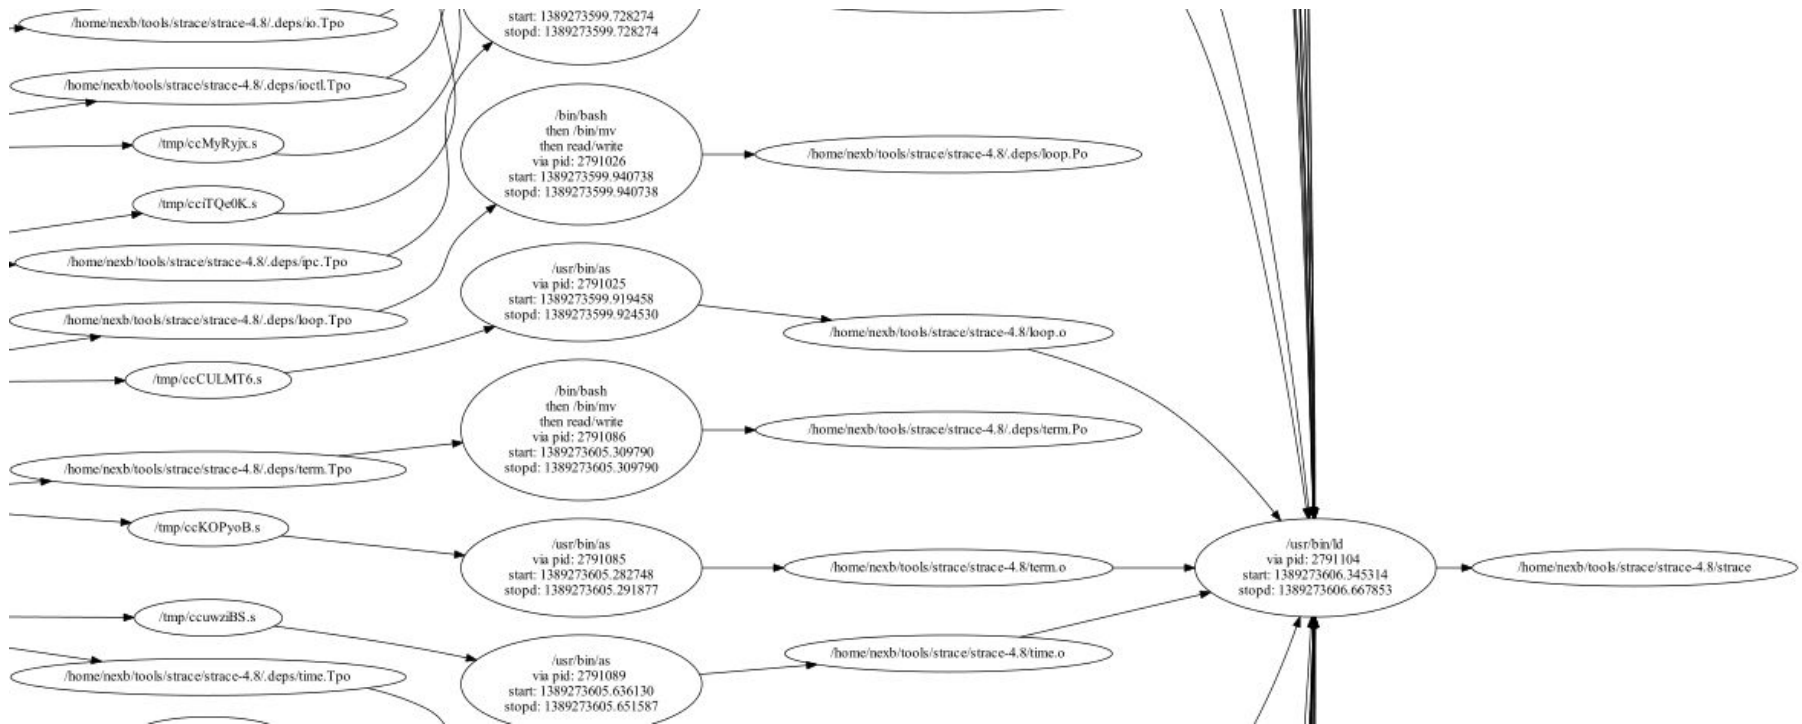 /home/nexb/tools/strace/strace-4.8/.deps/io.Tpo
/home/nexb/tools/strace/strace-4.8/.deps/ioctl.Tpo
/tmp/ccMyRyjx.s
/tmp/cciTQe0K.s
/home/nexb/tools/strace/strace-4.8/.deps/ipc.Tpo
/home/nexb/tools/strace/strace-4.8/.deps/loop.Tpo
/tmp/ccCULMT6.s
/home/nexb/tools/strace/strace-4.8/.deps/term.Tpo
/tmp/ccKOPyoB.s
/tmp/ccuwziBS.s
/home/nexb/tools/strace/strace-4.8/.deps/time.Tpo
start: 1389273599.728274
stopd: 1389273599.728274
/bin/bash
then /bin/mv
then read/write
via pid: 2791026
start: 1389273599.940738
stopd: 1389273599.940738
/usr/bin/as
via pid: 2791025
start: 1389273599.919458
stopd: 1389273599.924530
/bin/bash
then /bin/mv
then read/write
via pid: 2791086
start: 1389273605.309790
stopd: 1389273605.309790
/usr/bin/as
via pid: 2791085
start: 1389273605.282748
stopd: 1389273605.291877
/usr/bin/as
via pid: 2791089
start: 1389273605.636130
stopd: 1389273605.651587
/home/nexb/tools/strace/strace-4.8/.deps/loop.Po
/home/nexb/tools/strace/strace-4.8/loop.o
/home/nexb/tools/strace/strace-4.8/.deps/term.Po
/home/nexb/tools/strace/strace-4.8/term.o
/home/nexb/tools/strace/strace-4.8/time.o
/usr/bin/ld
via pid: 2791104
start: 1389273606.345314
stopd: 1389273606.667853
/home/nexb/tools/strace/strace-4.8/strace